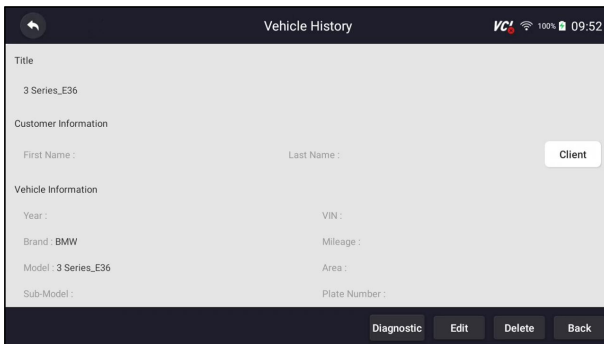 Vehicle History
VCI 100% 09:52
Title
3 Series_E36
Customer Information
First Name : Last Name : Client
Vehicle Information
Year : VIN :
Brand : BMW Mileage :
Model : 3 Series_E36 Area :
Sub-Model : Plate Number :
Diagnostic Edit Delete Back